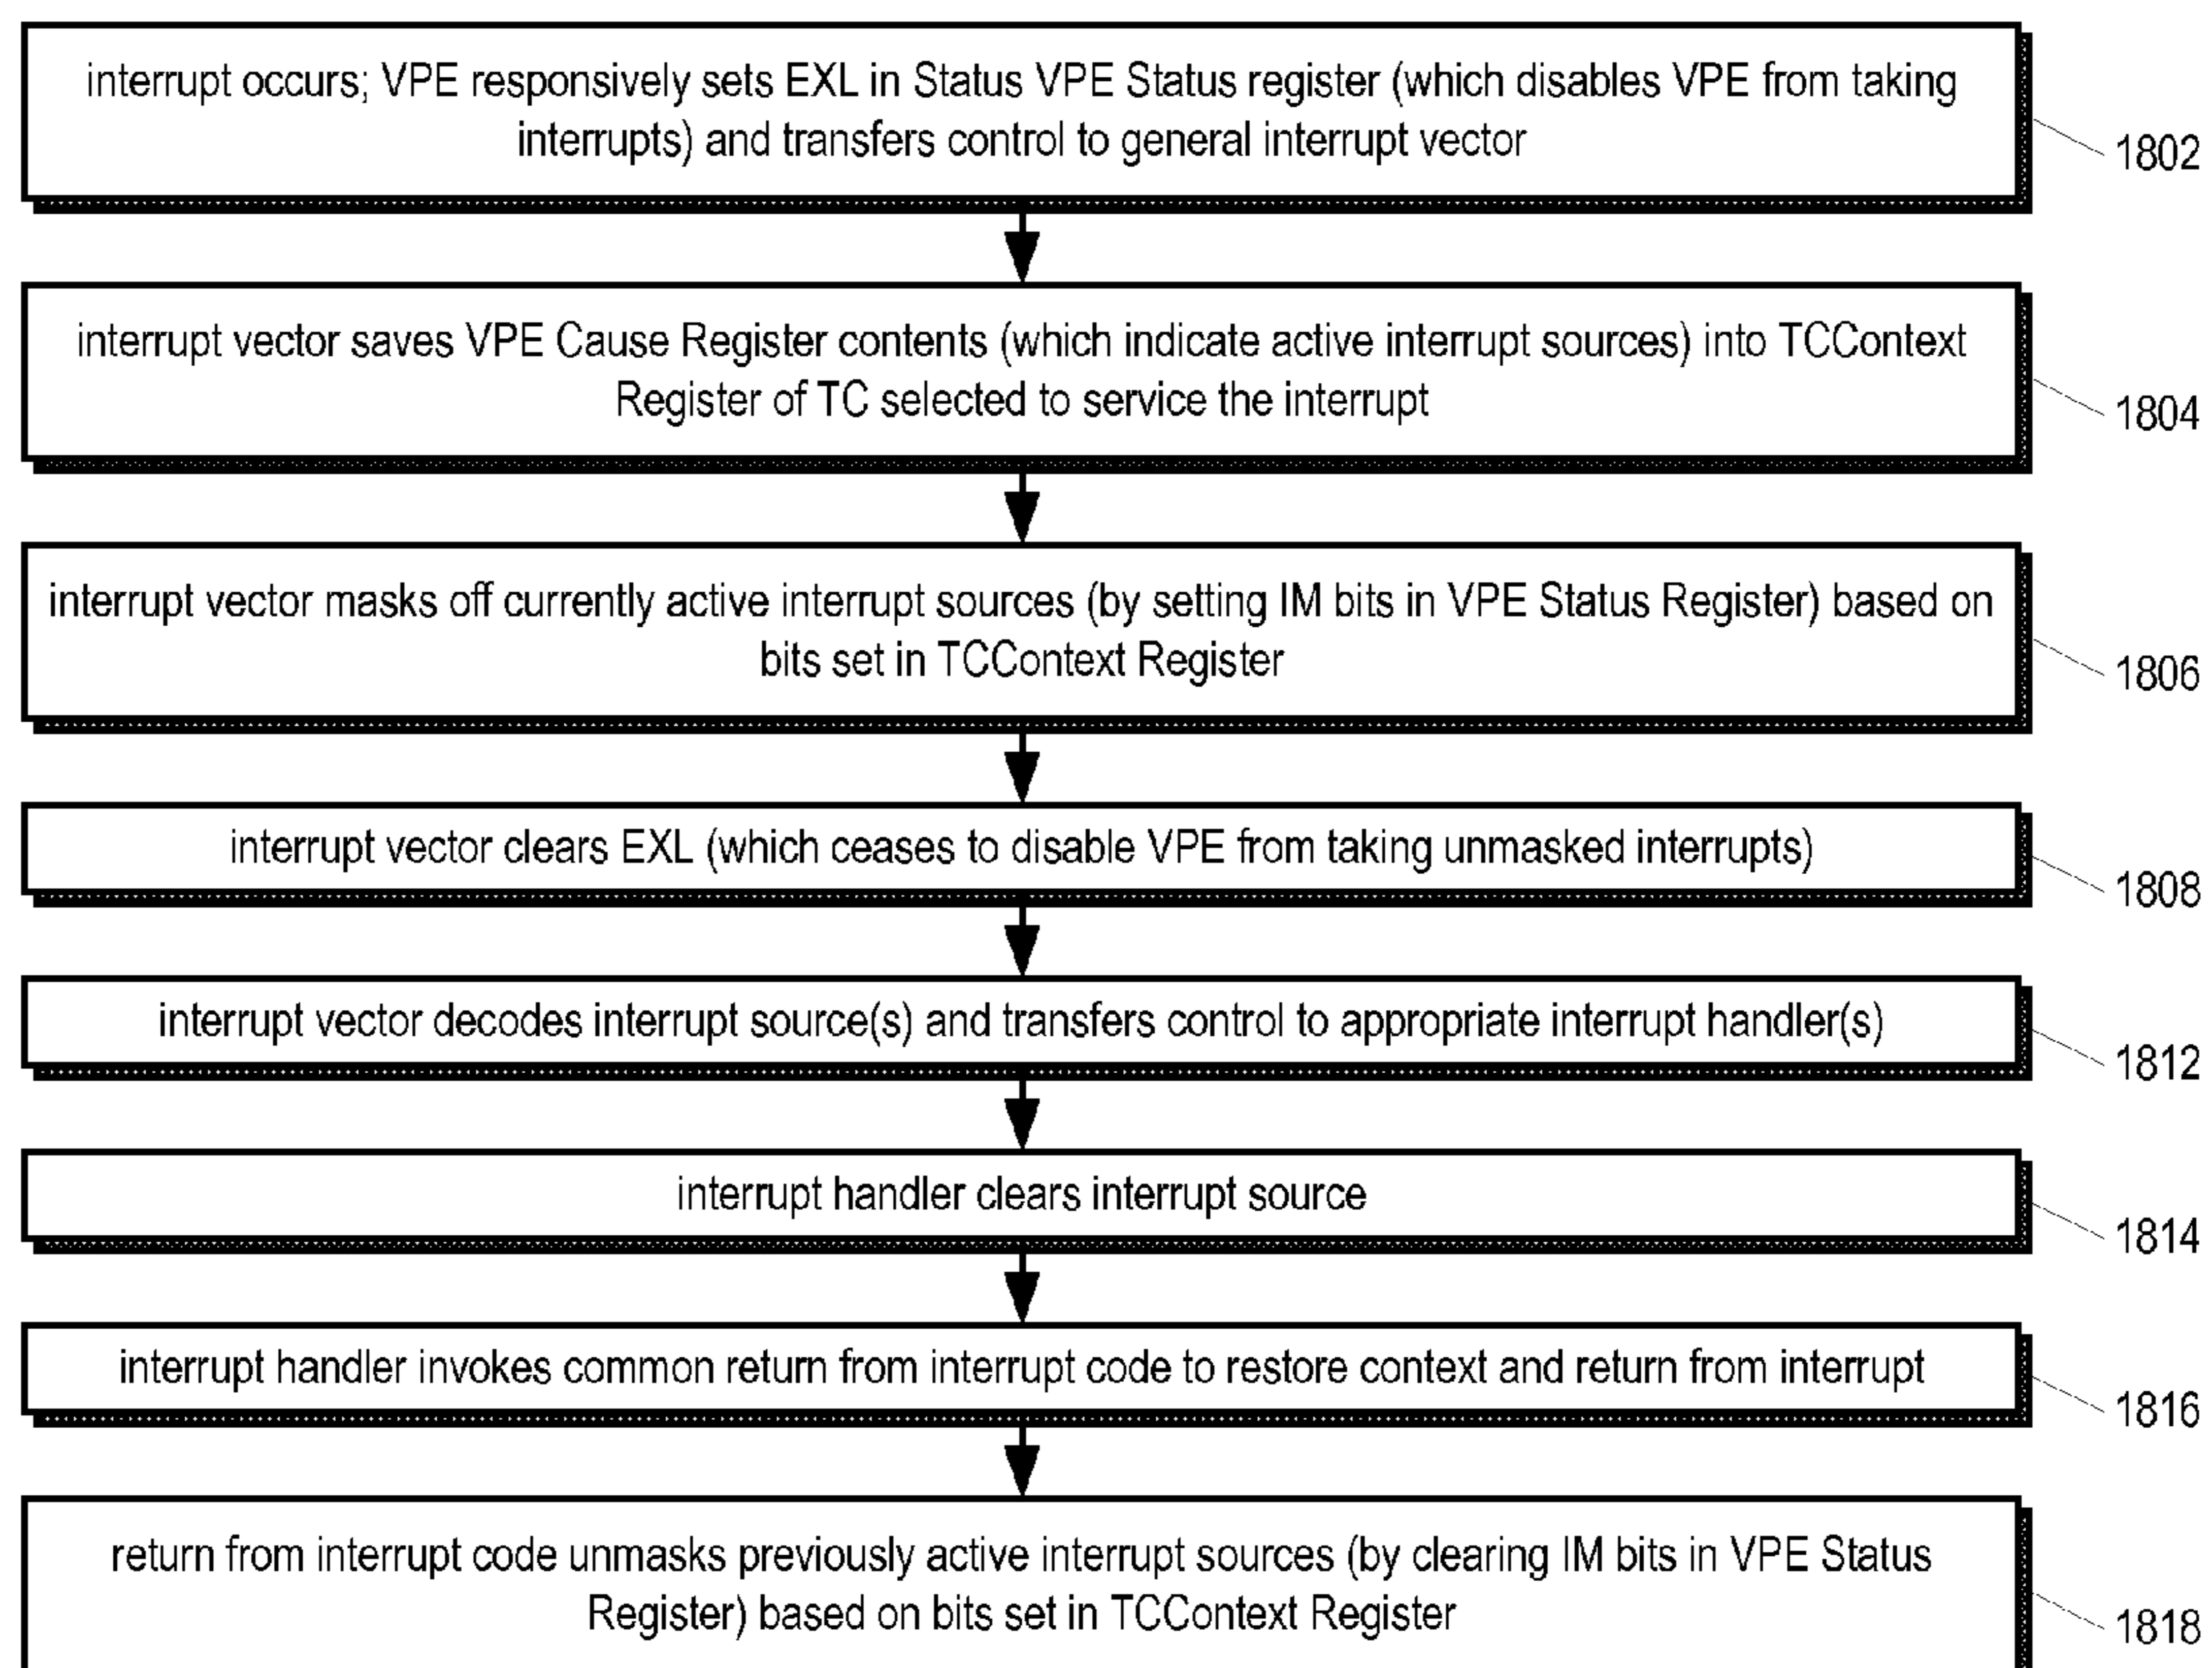 interrupt occurs; VPE responsively sets EXL in Status VPE Status register (which disables VPE from taking
interrupts) and transfers control to general interrupt vector
1802
interrupt vector saves VPE Cause Register contents (which indicate active interrupt sources) into TCContext
Register of TC selected to service the interrupt
1804
interrupt vector masks off currently active interrupt sources (by setting IM bits in VPE Status Register) based on
bits set in TCContext Register
1806
interrupt vector clears EXL (which ceases to disable VPE from taking unmasked interrupts)
1808
interrupt vector decodes interrupt source(s) and transfers control to appropriate interrupt handler(s)
1812
interrupt handler clears interrupt source
1814
interrupt handler invokes common return from interrupt code to restore context and return from interrupt
1816
return from interrupt code unmasks previously active interrupt sources (by clearing IM bits in VPE Status
Register) based on bits set in TCContext Register
1818